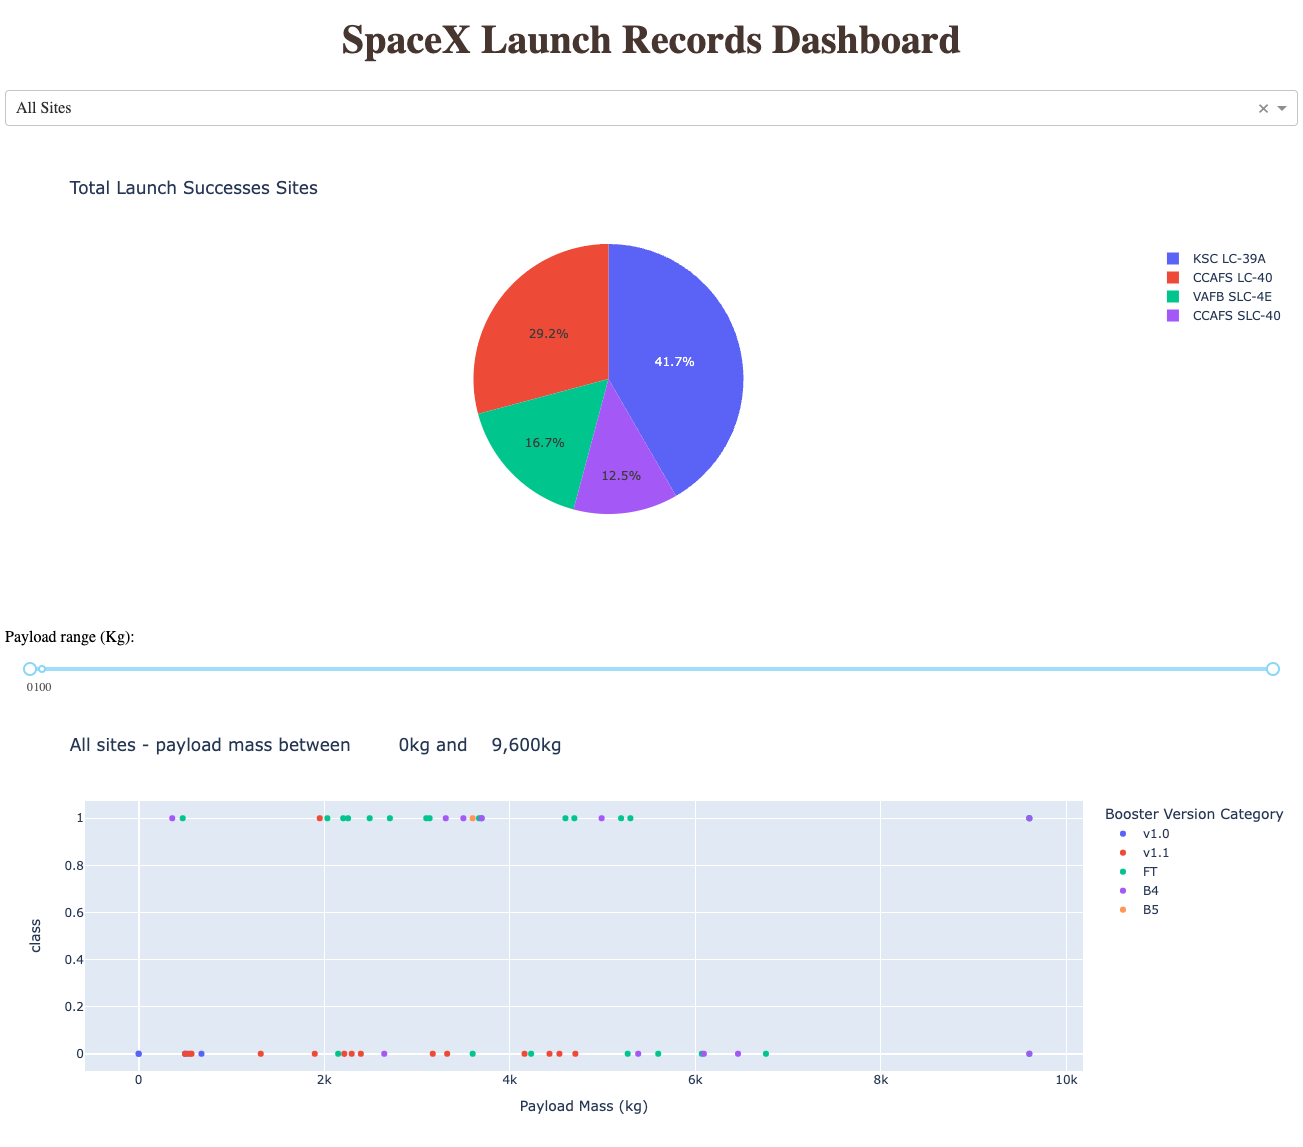 SpaceX Launch Records Dashboard
All Sites
Total Launch Successes Sites
KSC LC-39A
CCAFS LC-40
VAFB SLC-4E
CCAFS SLC-40
29.2%
41.7%
16.7%
12.5%
Payload range (Kg):
0100
All sites - payload mass between 0kg and 9,600kg
Booster Version Category
v1.0
v1.1
FT
B4
B5
class
1
0.8
0.6
0.4
0.2
0
0 2k 4k 6k 8k 10k
Payload Mass (kg)